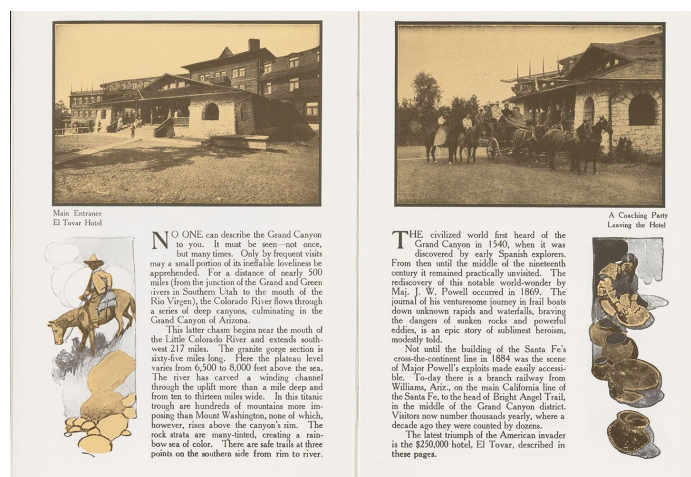 Main Entrance
El Tovar Hotel
NO ONE can describe the Grand Canyon
to you. It must be seen—not once,
but many times. Only by frequent visits
may a small portion of its ineffable loveliness be
apprehended. For a distance of nearly 500
miles (from the junction of the Grand and Green
rivers in Southern Utah to the mouth of the
Rio Virgin), the Colorado River flows through
a series of deep canyons, culminating in the
Grand Canyon of Arizona.
This latter chasm begins near the mouth of
the Little Colorado River and extends south-
west 217 miles. The granite gorge section is
sixty-five miles long. Here the plateau level
varies from 6,500 to 8,000 feet above the sea.
The river has carved a winding channel
through the uplift more than a mile deep and
from ten to thirteen miles wide. In this titanic
trough are hundreds of mountains more im-
posing than Mount Washington, none of which,
however, rises above the canyon's rim. The
rock strata are many-tinted, creating a rain-
bow sea of color. There are safe trails at three
points on the southern side from rim to river.
A Coaching Party
Leaving the Hotel
THE civilized world first heard of the
Grand Canyon in 1540, when it was
discovered by early Spanish explorers.
From then until the middle of the nineteenth
century it remained practically unvisited. The
rediscovery of this notable world-wonder by
Maj. J. W. Powell occurred in 1869. The
journal of his venturesome journey in frail boats
down unknown rapids and waterfalls, braving
the dangers of sunken rocks and powerful
eddies, is an epic story of sublimest heroism,
modestly told.
Not until the building of the Santa Fe's
cross-the-continent line in 1884 was the scene
of Major Powell's exploits made easily accessi-
ble. To-day there is a branch railway from
Williams, Ariz., on the main California line of
the Santa Fe, to the head of Bright Angel Trail,
in the middle of the Grand Canyon district.
Visitors now number thousands yearly, where a
decade ago they were counted by dozens.
The latest triumph of the American invader
is the $250,000 hotel, El Tovar, described in
these pages.